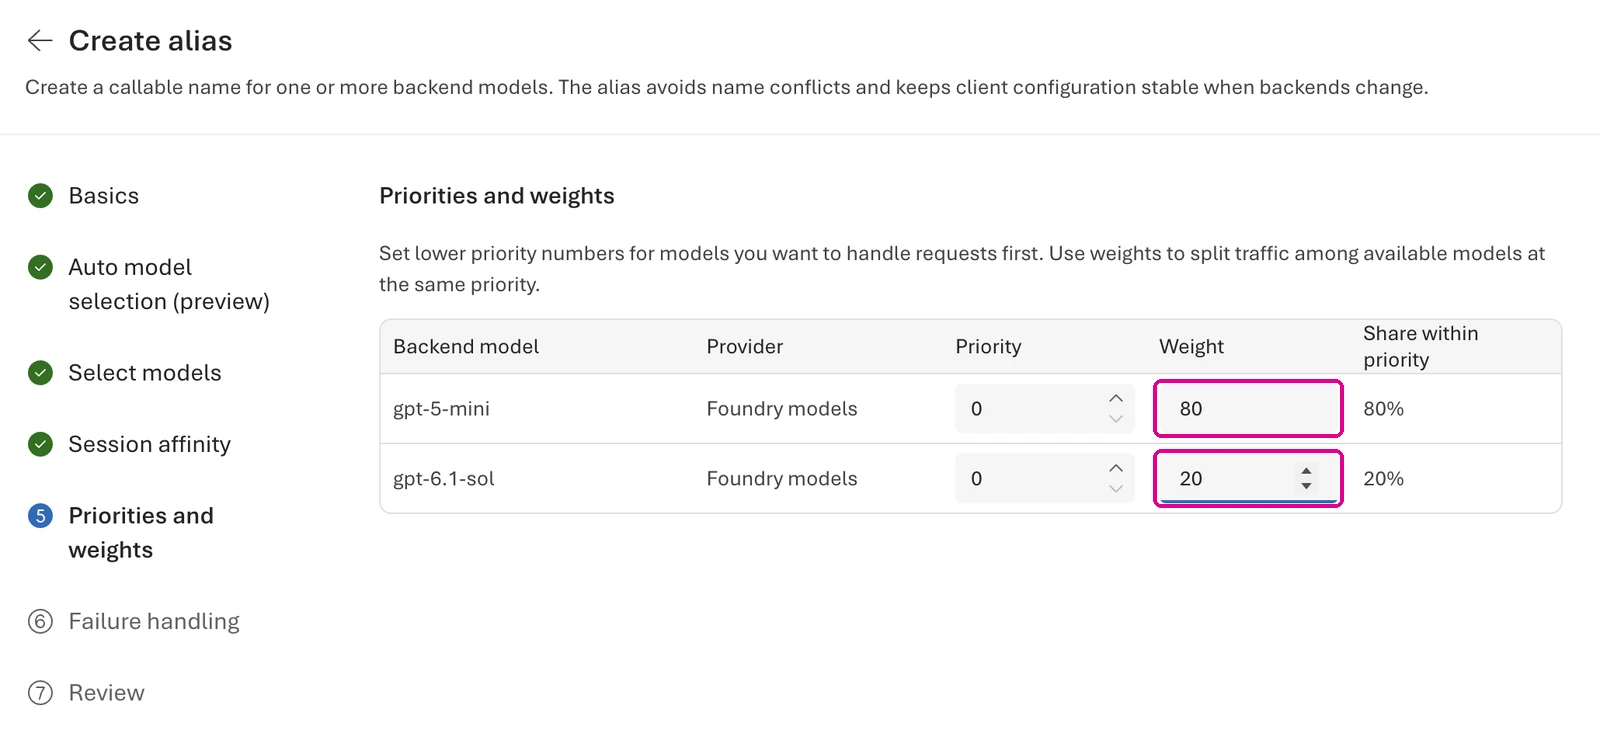 Create alias
Create a callable name for one or more backend models. The alias avoids name conflicts and keeps client configuration stable when backends change.
Basics
Auto model
selection (preview)
Select models
Session affinity
5 Priorities and
weights
6 Failure handling
7 Review
Priorities and weights
Set lower priority numbers for models you want to handle requests first. Use weights to split traffic among available models at
the same priority.
Backend model Provider Priority Weight Share within
priority
gpt-5-mini Foundry models 0 80 80%
gpt-6.1-sol Foundry models 0 20 20%